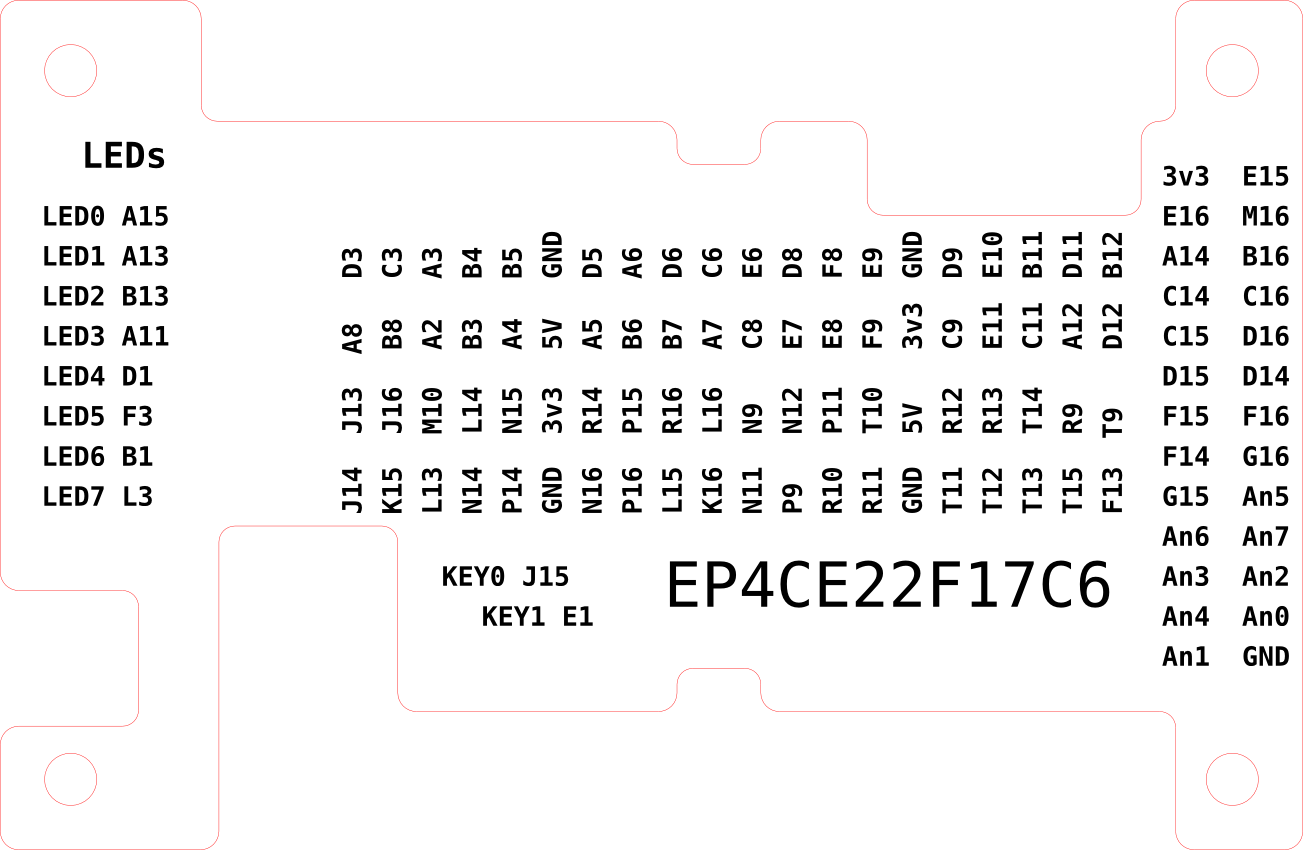 LEDs
LED0 A15
LED1 A13
LED2 B13
LED3 A11
LED4 D1
LED5 F3
LED6 B1
LED7 L3
D3 C3 A3 B4 B5 GND D5 A6 D6 C6 E6 D8 F8 E9 GND D9 E10 B11 D11 B12
A8 B8 A2 B3 A4 5V A5 B6 B7 A7 C8 E7 E8 F9 3v3 C9 E11 C11 A12 D12
J13 J16 M10 L14 N15 3v3 R14 P15 R16 L16 N9 N12 P11 T10 5V R12 R13 T14 R9 T9
J14 K15 L13 N14 P14 GND N16 P16 L15 K16 N11 P9 R10 R11 GND T11 T12 T13 T15 F13
KEY0 J15
KEY1 E1
EP4CE22F17C6
3v3 E15
E16 M16
A14 B16
C14 C16
C15 D16
D15 D14
F15 F16
F14 G16
G15 An5
An6 An7
An3 An2
An4 An0
An1 GND